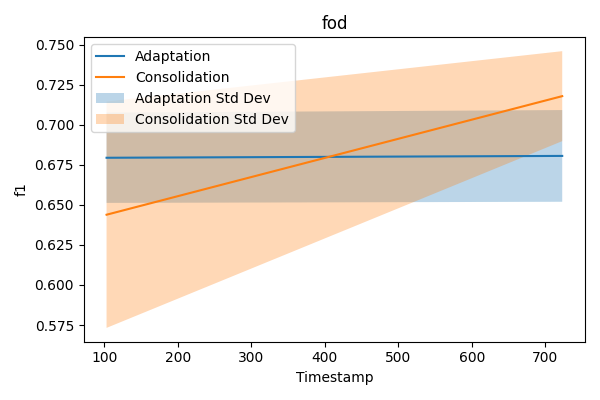 fod
0.750
0.725
0.700
0.675
0.650
0.625
0.600
0.575
f1
Adaptation
Consolidation
Adaptation Std Dev
Consolidation Std Dev
100 200 300 400 500 600 700
Timestamp